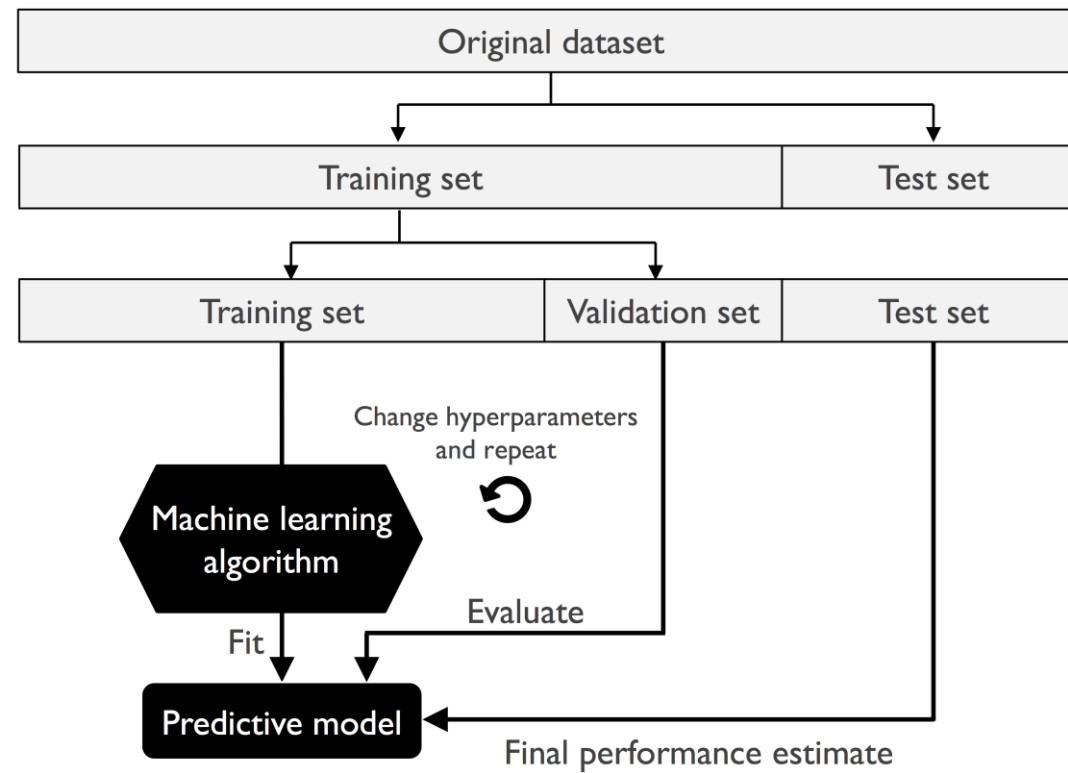 Original dataset
Training set
Test set
Training set
Validation set
Test set
Change hyperparameters
and repeat
Machine learning
algorithm
Evaluate
Fit
Predictive model
Final performance estimate